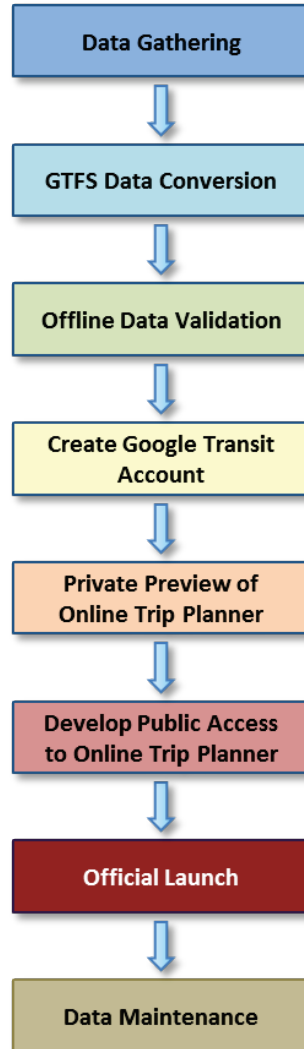 Data Gathering
GTFS Data Conversion
Offline Data Validation
Create Google Transit
Account
Private Preview of
Online Trip Planner
Develop Public Access
to Online Trip Planner
Official Launch
Data Maintenance